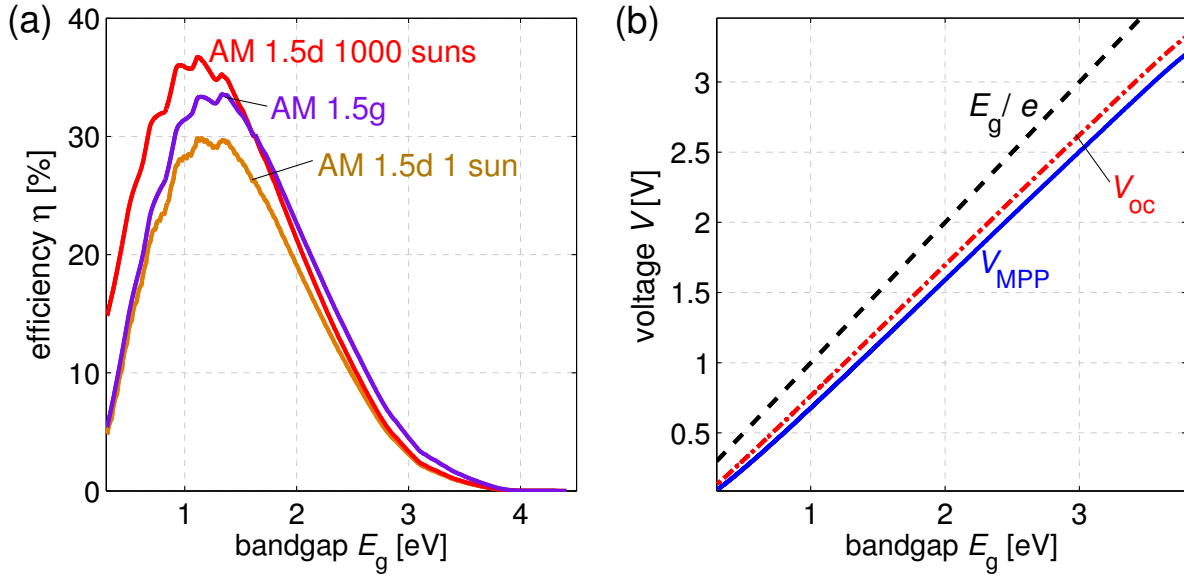 (a)
efficiency η [%]
40
30
20
10
0
AM 1.5d 1000 suns
AM 1.5g
AM 1.5d 1 sun
1
2
3
4
bandgap Eg [eV]
(b)
voltage V [V]
3
2.5
2
1.5
1
0.5
Eg/ e
Voc
VMPP
1
2
3
bandgap Eg [eV]